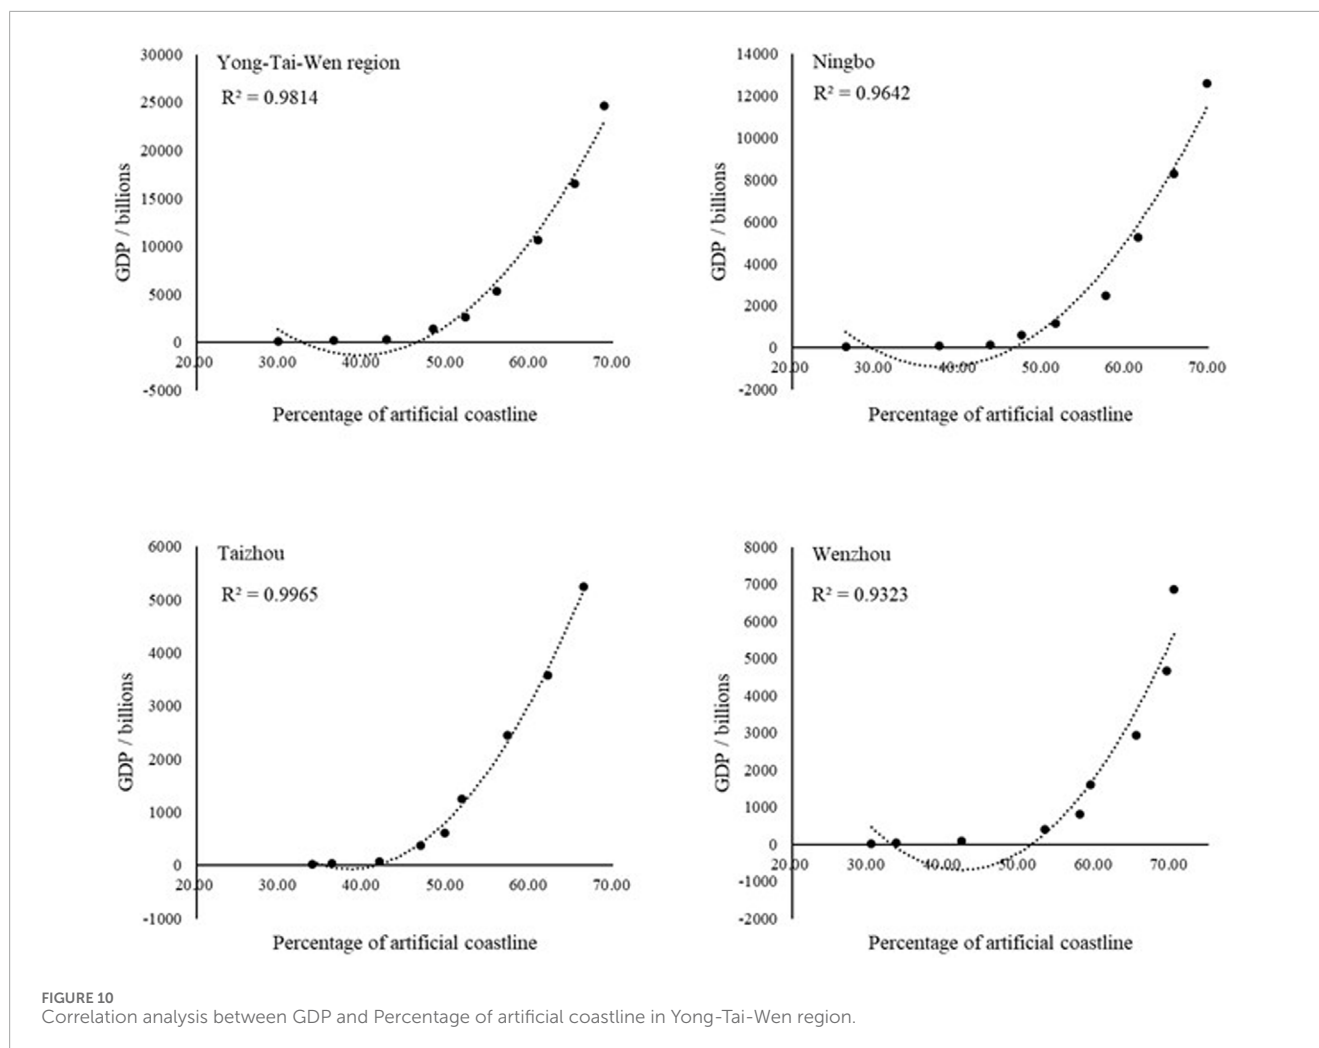 Yong-Tai-Wen region
R² = 0.9814
30000
25000
20000
15000
10000
5000
0
-5000
GDP / billions
20.00 30.00 40.00 50.00 60.00 70.00
Percentage of artificial coastline
Ningbo
R² = 0.9642
14000
12000
10000
8000
6000
4000
2000
0
-2000
GDP / billions
20.00 30.00 40.00 50.00 60.00 70.00
Percentage of artificial coastline
Taizhou
R² = 0.9965
6000
5000
4000
3000
2000
1000
0
-1000
GDP / billions
20.00 30.00 40.00 50.00 60.00 70.00
Percentage of artificial coastline
Wenzhou
R² = 0.9323
8000
7000
6000
5000
4000
3000
2000
1000
0
-1000
-2000
GDP / billions
20.00 30.00 40.00 50.00 60.00 70.00
Percentage of artificial coastline
FIGURE 10
Correlation analysis between GDP and Percentage of artificial coastline in Yong-Tai-Wen region.